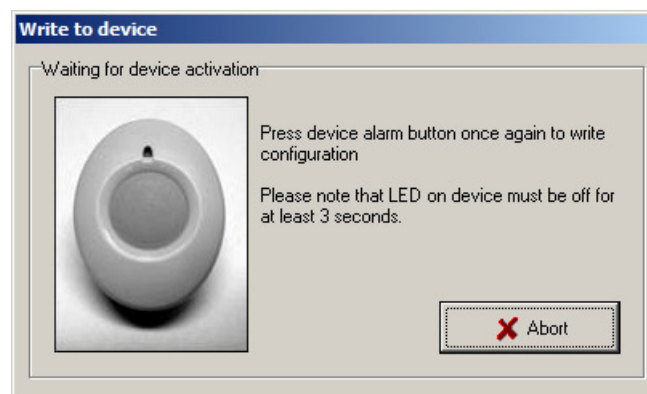 Write to device
Waiting for device activation
Press device alarm button once again to write
configuration
Please note that LED on device must be off for
at least 3 seconds.
Abort